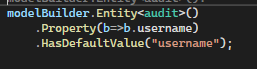 modelBuilder.Entity<audit>()
.Property(b=>b.username)
.HasDefaultValue("username");